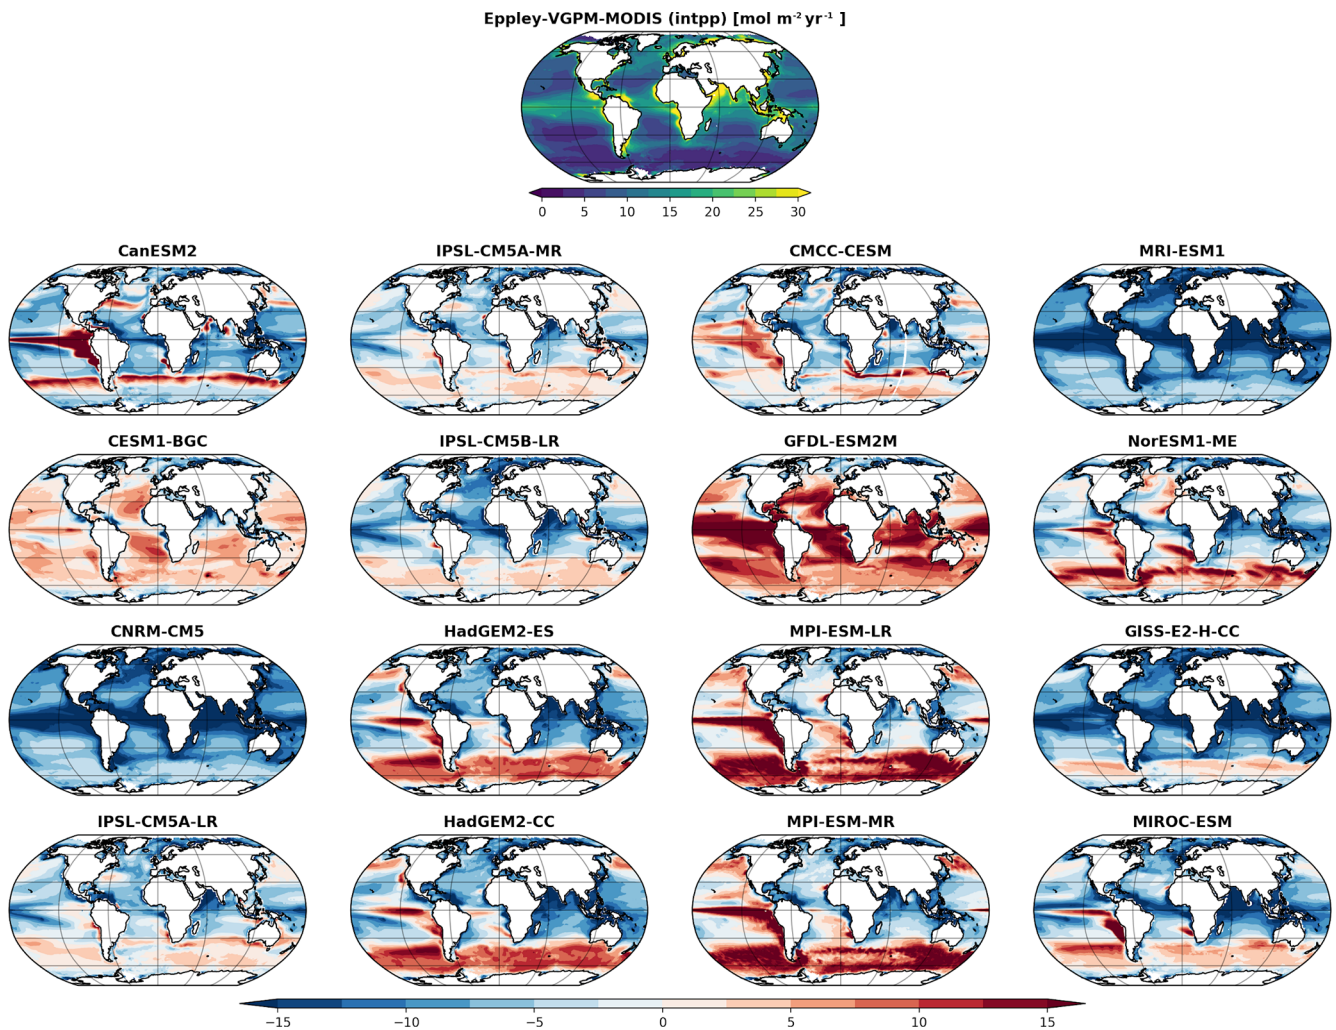 Eppley-VGPM-MODIS (intpp) [mol m⁻² yr⁻¹ ]
0 5 10 15 20 25 30
CanESM2 IPSL-CM5A-MR CMCC-CESM MRI-ESM1
CESM1-BGC IPSL-CM5B-LR GFDL-ESM2M NorESM1-ME
CNRM-CM5 HadGEM2-ES MPI-ESM-LR GISS-E2-H-CC
IPSL-CM5A-LR HadGEM2-CC MPI-ESM-MR MIROC-ESM
−15 −10 −5 0 5 10 15